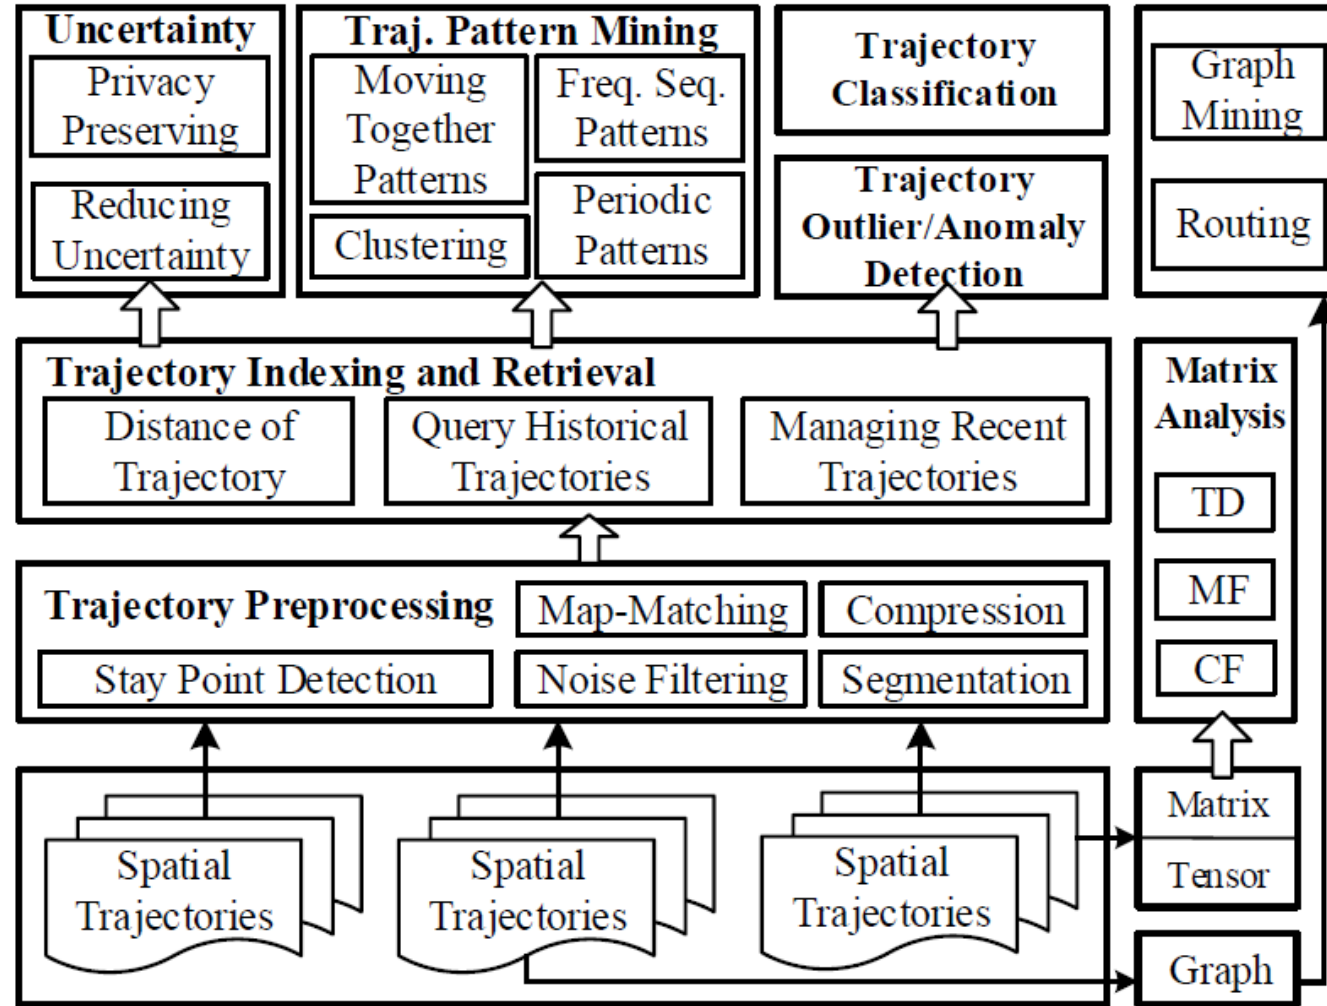 Uncertainty
Privacy
Preserving
Reducing
Uncertainty
Traj. Pattern Mining
Moving
Together
Patterns
Clustering
Freq. Seq.
Patterns
Periodic
Patterns
Trajectory
Classification
Trajectory
Outlier/Anomaly
Detection
Graph
Mining
Routing
Trajectory Indexing and Retrieval
Distance of
Trajectory
Query Historical
Trajectories
Managing Recent
Trajectories
Matrix
Analysis
TD
MF
CF
Trajectory Preprocessing
Map-Matching
Compression
Stay Point Detection
Noise Filtering
Segmentation
Spatial
Trajectories
Spatial
Trajectories
Spatial
Trajectories
Matrix
Tensor
Graph